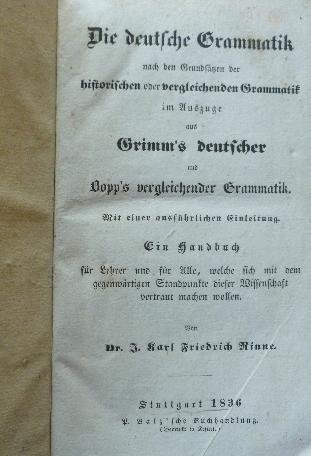 Die deutsche Grammatik
nach den Grundsätzen der
historischen oder vergleichenden Grammatik
im Auszuge
aus
Grimm's deutscher
und
Bopp's vergleichender Grammatik.
Mit einer ausführlichen Einleitung.
Ein Handbuch
für Lehrer und für Alle, welche sich mit dem
gegenwärtigen Standpunkte dieser Wissenschaft
vertraut machen wollen.
Von
Dr. J. Karl Friedrich Rinne.
Stuttgart 1836
P. Balz'sche Buchhandlung.